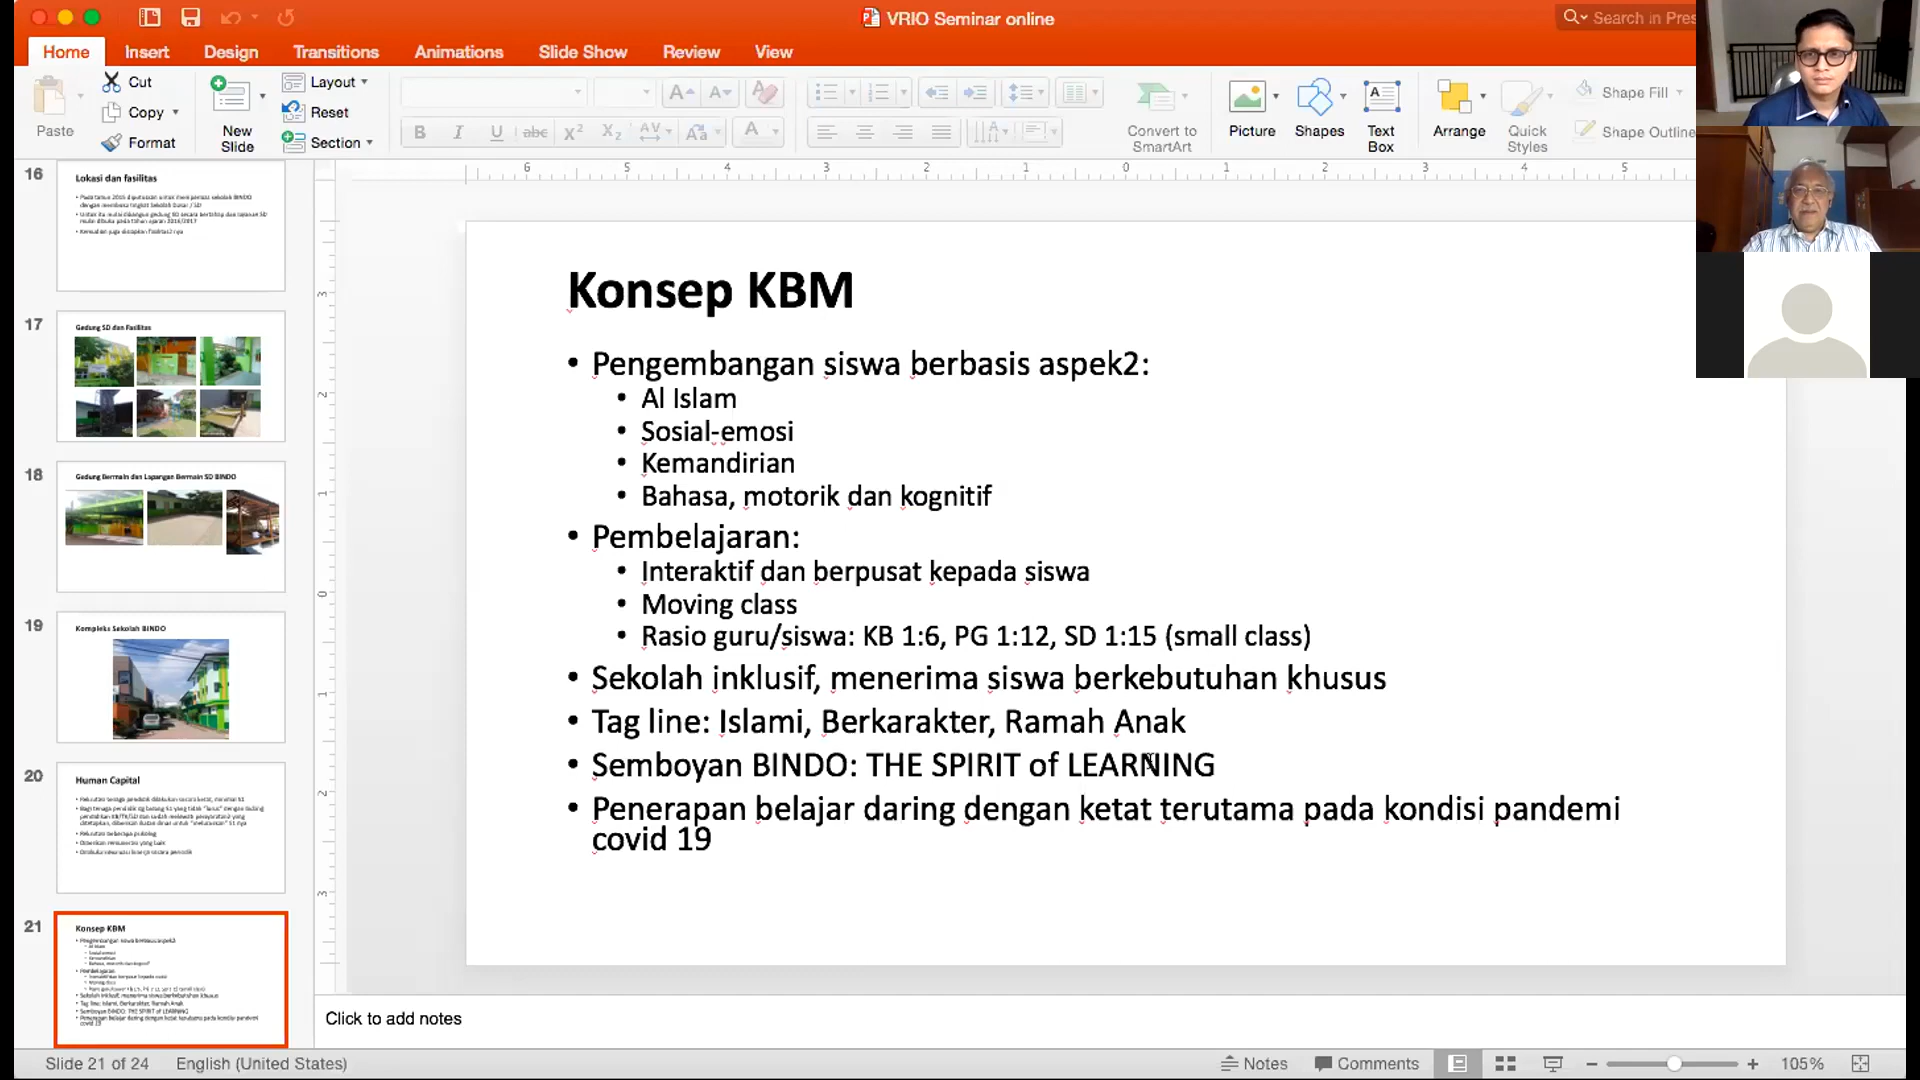 VRIO Seminar online
Search in Pres
Home Insert Design Transitions Animations Slide Show Review View
Paste
Cut
Copy
Format
New Slide
Layout
Reset
Section
Convert to SmartArt
Picture
Shapes
Text Box
Arrange
Quick Styles
Shape Fill
Shape Outline
16
Lokasi dan fasilitas
17
Gedung SD dan Fasilitas
18
Gedung Bermain dan Lapangan Bermain SD BINDO
19
Kompleks Sekolah BINDO
20
Human Capital
21
Konsep KBM
Konsep KBM
• Pengembangan siswa berbasis aspek2:
• Al Islam
• Sosial-emosi
• Kemandirian
• Bahasa, motorik dan kognitif
• Pembelajaran:
• Interaktif dan berpusat kepada siswa
• Moving class
• Rasio guru/siswa: KB 1:6, PG 1:12, SD 1:15 (small class)
• Sekolah inklusif, menerima siswa berkebutuhan khusus
• Tag line: Islami, Berkarakter, Ramah Anak
• Semboyan BINDO: THE SPIRIT of LEARNING
• Penerapan belajar daring dengan ketat terutama pada kondisi pandemi
covid 19
Click to add notes
Slide 21 of 24 English (United States)
Notes Comments 105%